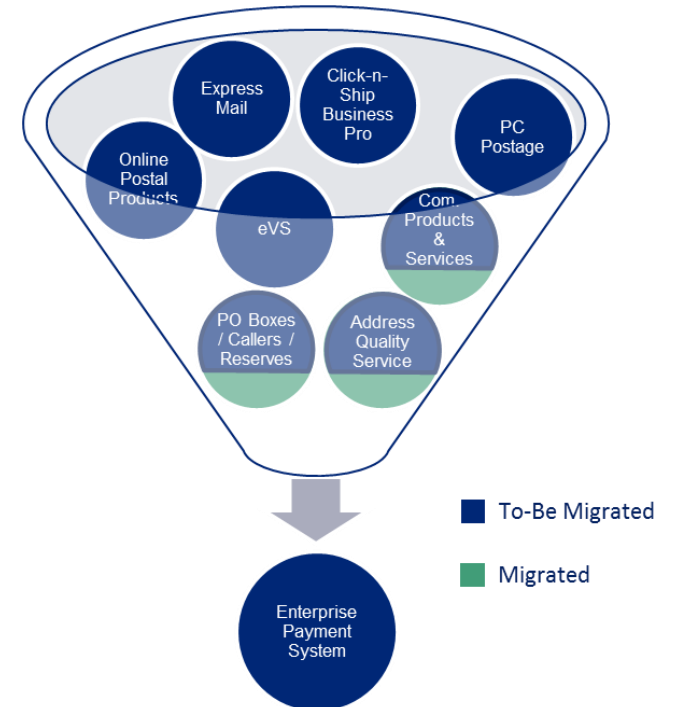 Express
Mail
Click-n-
Ship
Business
Pro
PC
Postage
Online
Postal
Products
eVS
Com.
Products
&
Services
PO Boxes
/ Callers /
Reserves
Address
Quality
Service
To-Be Migrated
Migrated
Enterprise
Payment
System